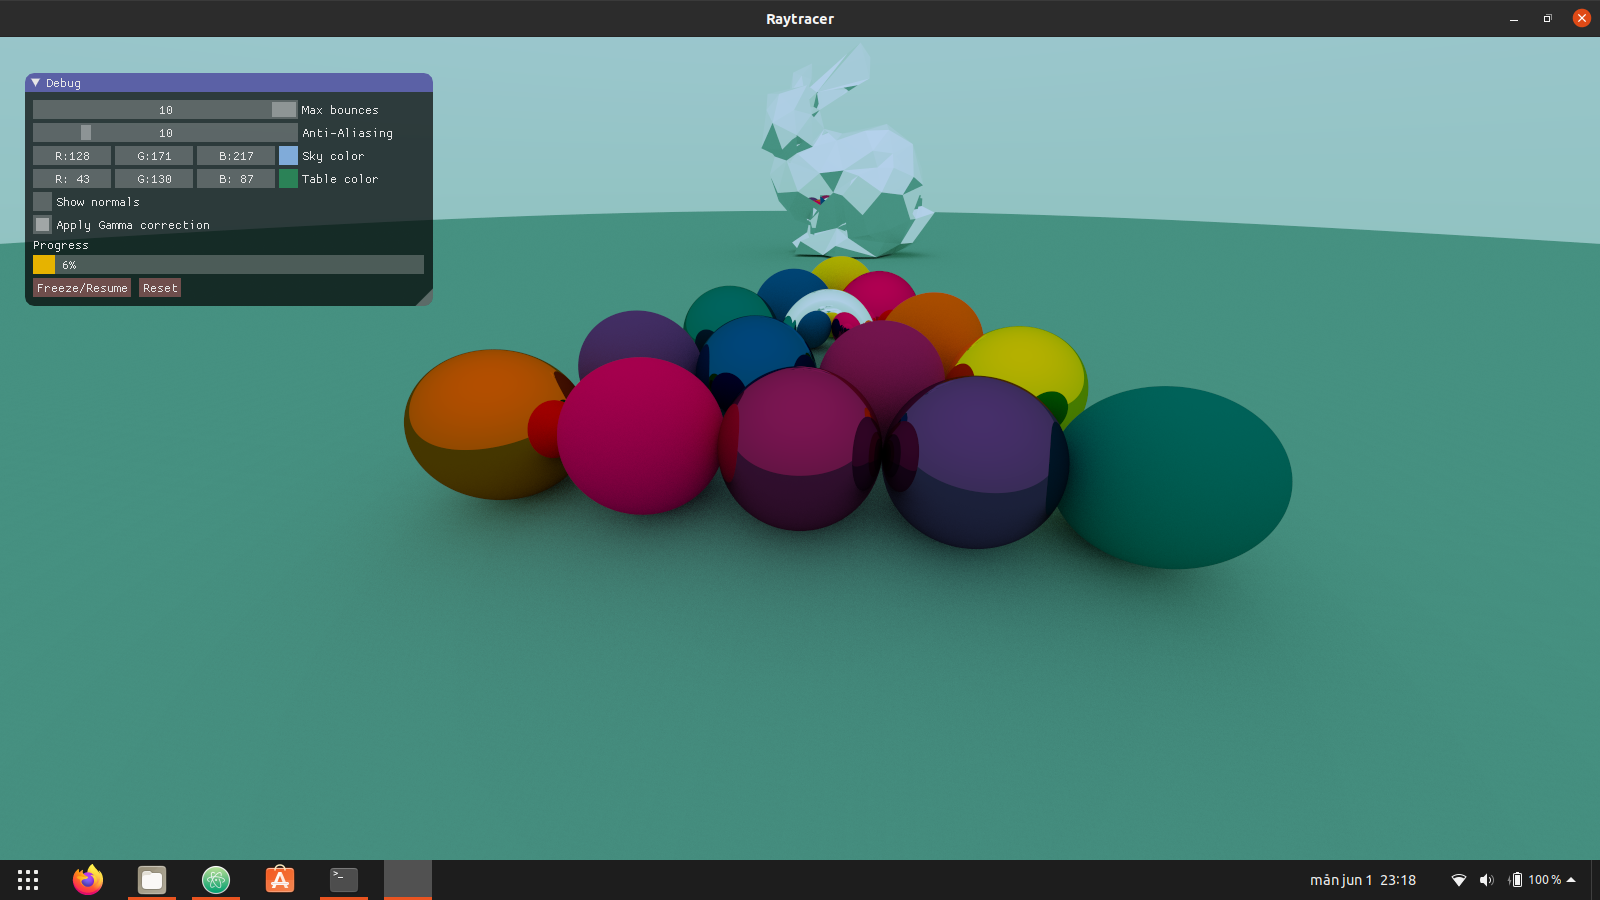 Raytracer
Debug
10 Max bounces
10 Anti-Aliasing
R:128 G:171 B:217 Sky color
R: 43 G:130 B: 87 Table color
Show normals
Apply Gamma correction
Progress
6%
Freeze/Resume Reset
>_
mån jun 1 23:18
100 %